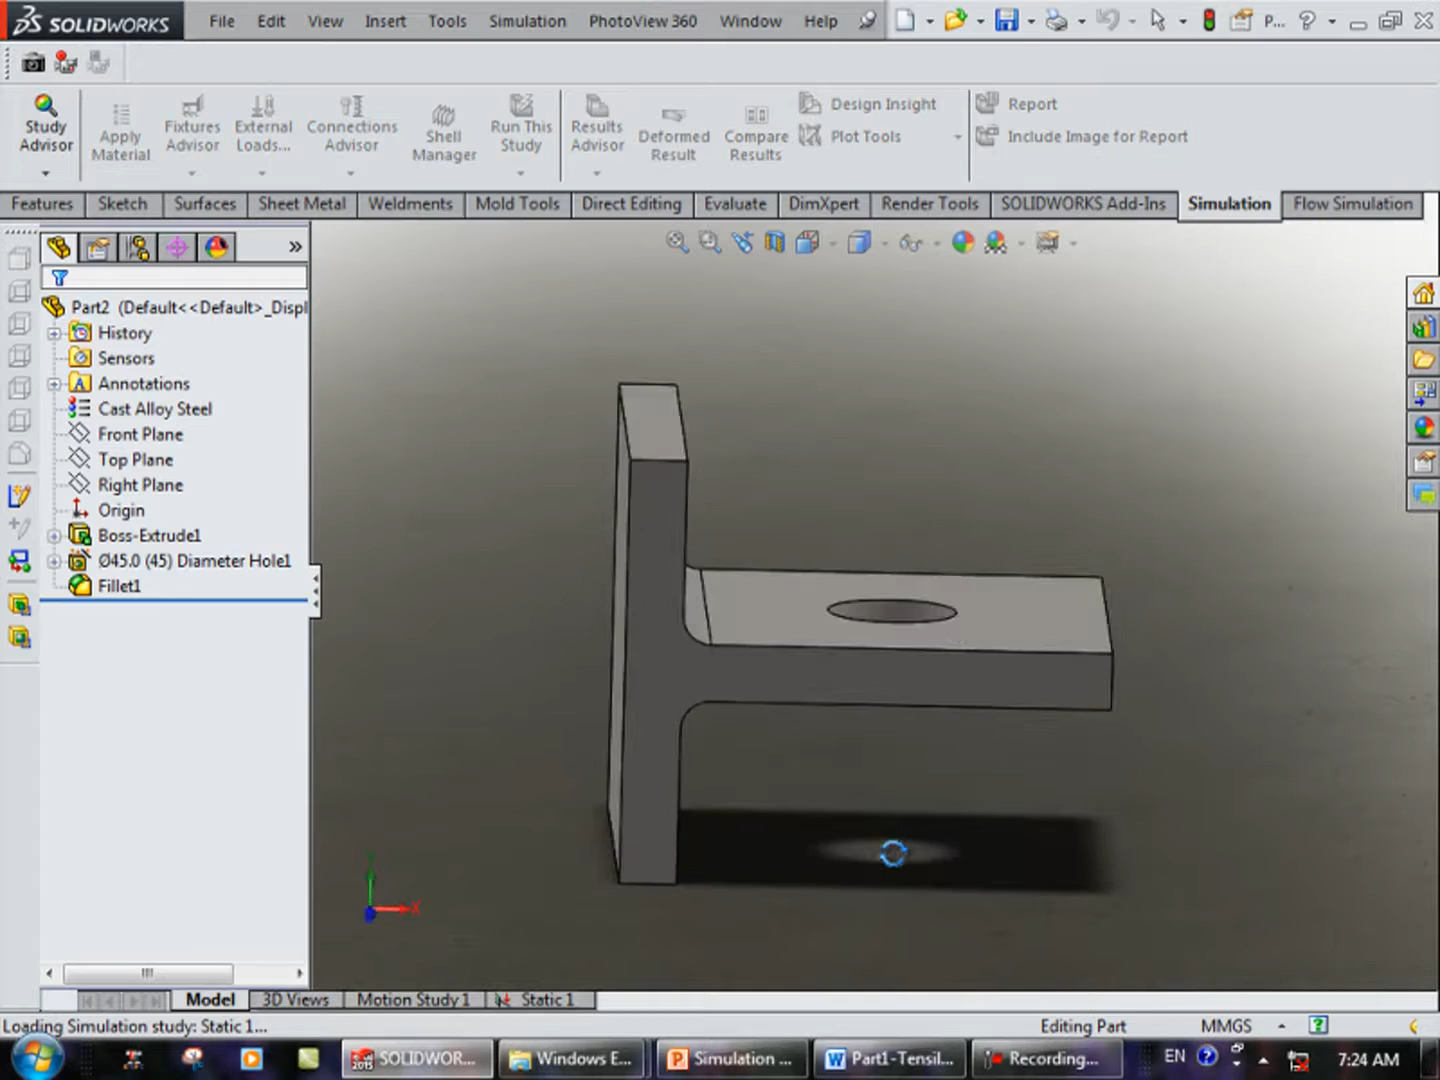 SOLIDWORKS File Edit View Insert Tools Simulation PhotoView 360 Window Help P...
Study Advisor
Apply Material
Fixtures Advisor
External Loads...
Connections Advisor
Shell Manager
Run This Study
Results Advisor
Deformed Result
Compare Results
Design Insight
Plot Tools
Report
Include Image for Report
Features Sketch Surfaces Sheet Metal Weldments Mold Tools Direct Editing Evaluate DimXpert Render Tools SOLIDWORKS Add-Ins Simulation Flow Simulation
Part2 (Default<<Default>_Displ
History
Sensors
A Annotations
Cast Alloy Steel
Front Plane
Top Plane
Right Plane
Origin
Boss-Extrude1
Ø45.0 (45) Diameter Hole1
Fillet1
X
Model 3D Views Motion Study 1 Static 1
Loading Simulation study: Static 1... Editing Part MMGS
SOLIDWOR... Windows E... Simulation ... Part1-Tensil... Recording... EN 7:24 AM